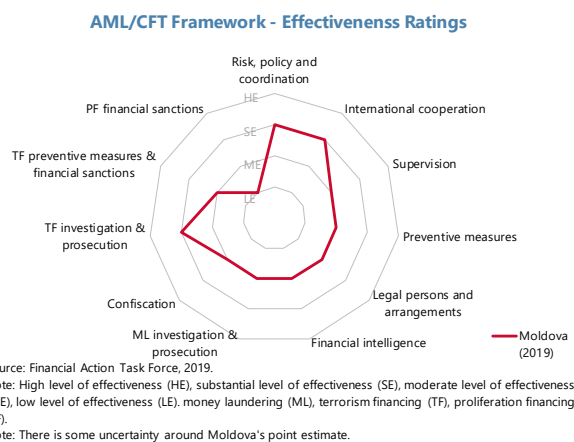 AML/CFT Framework - Effectivenenss Ratings
Risk, policy and
coordination
HE
PF financial sanctions
International cooperation
SE
TF preventive measures &
financial sanctions
ME
Supervision
LE
TF investigation &
prosecution
Preventive measures
Confiscation
Legal persons and
arrangements
ML investigation &
prosecution
Financial intelligence
Moldova
(2019)
urce: Financial Action Task Force, 2019.
te: High level of effectiveness (HE), substantial level of effectiveness (SE), moderate level of effectiveness
E), low level of effectiveness (LE). money laundering (ML), terrorism financing (TF), proliferation financing
F).
te: There is some uncertainty around Moldova's point estimate.